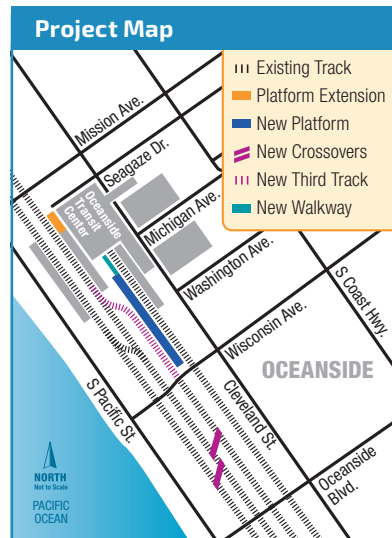 Project Map
Existing Track
Platform Extension
New Platform
New Crossovers
New Third Track
New Walkway
Mission Ave.
Seagaze Dr.
Oceanside
Transit
Center
Michigan Ave.
Washington Ave.
S Coast Hwy.
Wisconsin Ave.
OCEANSIDE
S Pacific St.
Cleveland St.
Oceanside
Blvd.
NORTH
Not to Scale
PACIFIC
OCEAN